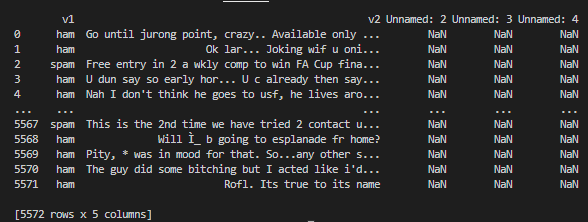 v1 v2 Unnamed: 2 Unnamed: 3 Unnamed: 4
0 ham Go until jurong point, crazy.. Available only ... NaN NaN NaN
1 ham Ok lar... Joking wif u oni... NaN NaN NaN
2 spam Free entry in 2 a wkly comp to win FA Cup fina... NaN NaN NaN
3 ham U dun say so early hor... U c already then say... NaN NaN NaN
4 ham Nah I don't think he goes to usf, he lives aro... NaN NaN NaN
... ... ... ... ... ...
5567 spam This is the 2nd time we have tried 2 contact u... NaN NaN NaN
5568 ham Will Ì_ b going to esplanade fr home? NaN NaN NaN
5569 ham Pity, * was in mood for that. So...any other s... NaN NaN NaN
5570 ham The guy did some bitching but I acted like i'd... NaN NaN NaN
5571 ham Rofl. Its true to its name NaN NaN NaN
[5572 rows x 5 columns]